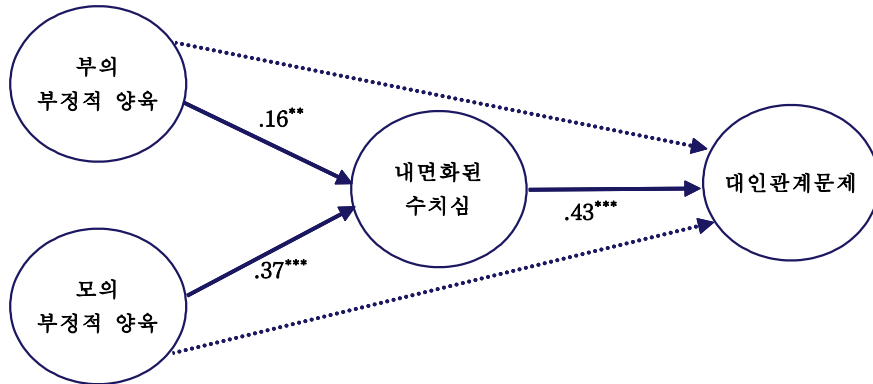 부의
부정적 양육
.16**
내면화된
수치심
대인관계문제
.43***
.37***
모의
부정적 양육